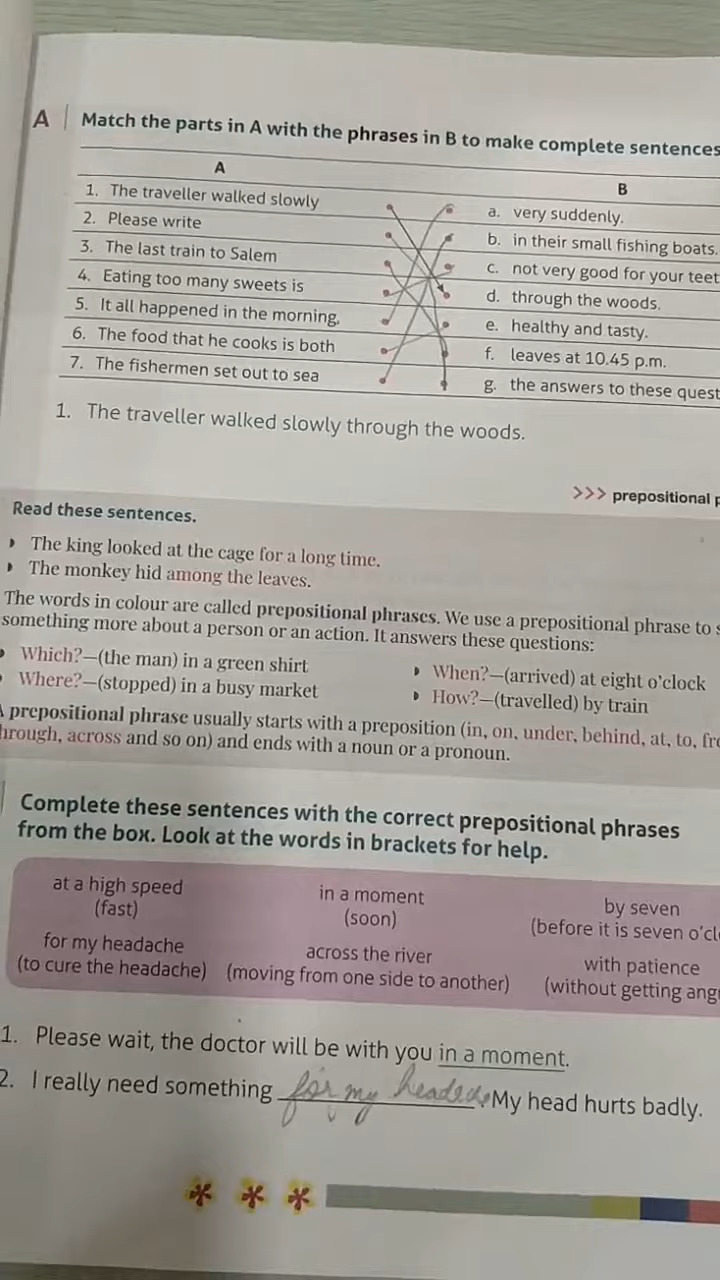 A Match the parts in A with the phrases in B to make complete sentences
A B
1. The traveller walked slowly a. very suddenly.
2. Please write b. in their small fishing boats.
3. The last train to Salem c. not very good for your teet
4. Eating too many sweets is d. through the woods.
5. It all happened in the morning, e. healthy and tasty.
6. The food that he cooks is both f. leaves at 10.45 p.m.
7. The fishermen set out to sea g. the answers to these quest
1. The traveller walked slowly through the woods.
>>> prepositional p
Read these sentences.
The king looked at the cage for a long time.
The monkey hid among the leaves.
The words in colour are called prepositional phrases. We use a prepositional phrase to s
something more about a person or an action. It answers these questions:
Which?—(the man) in a green shirt When?—(arrived) at eight o'clock
Where?—(stopped) in a busy market How?—(travelled) by train
A prepositional phrase usually starts with a preposition (in, on, under, behind, at, to, fro
hrough, across and so on) and ends with a noun or a pronoun.
Complete these sentences with the correct prepositional phrases
from the box. Look at the words in brackets for help.
at a high speed in a moment by seven
(fast) (soon) (before it is seven o'cl
for my headache across the river with patience
(to cure the headache) (moving from one side to another) (without getting ang
1. Please wait, the doctor will be with you in a moment.
2. I really need something for my . My head hurts badly.